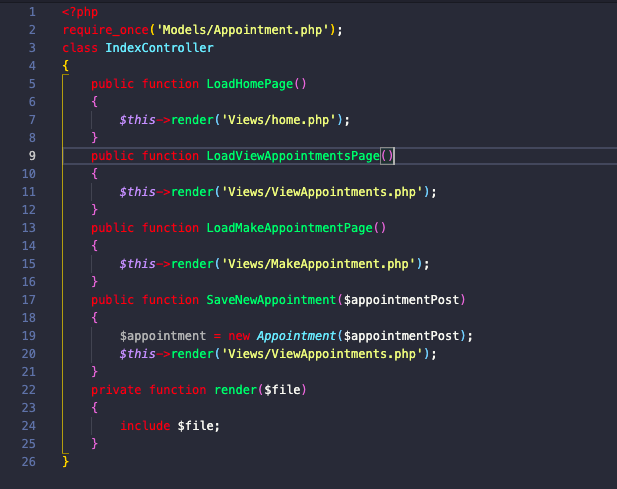 1 <?php
2 require_once('Models/Appointment.php');
3 class IndexController
4 {
5     public function LoadHomePage()
6     {
7         $this->render('Views/home.php');
8     }
9     public function LoadViewAppointmentsPage()
10     {
11         $this->render('Views/ViewAppointments.php');
12     }
13     public function LoadMakeAppointmentPage()
14     {
15         $this->render('Views/MakeAppointment.php');
16     }
17     public function SaveNewAppointment($appointmentPost)
18     {
19         $appointment = new Appointment($appointmentPost);
20         $this->render('Views/ViewAppointments.php');
21     }
22     private function render($file)
23     {
24         include $file;
25     }
26 }